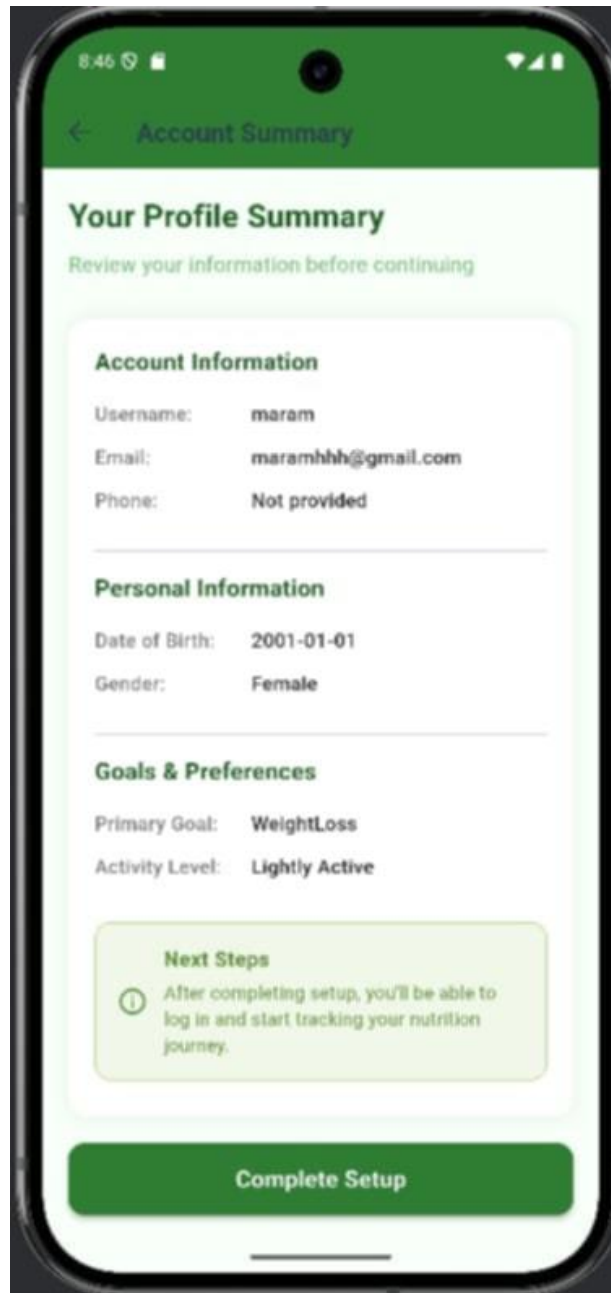 8:46
Account Summary
Your Profile Summary
Review your information before continuing
Account Information
Username: maram
Email: maramhhh@gmail.com
Phone: Not provided
Personal Information
Date of Birth: 2001-01-01
Gender: Female
Goals & Preferences
Primary Goal: WeightLoss
Activity Level: Lightly Active
Next Steps
After completing setup, you'll be able to
log in and start tracking your nutrition
journey.
Complete Setup